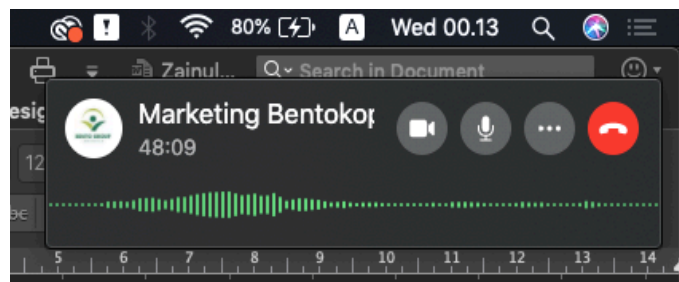 80% A Wed 00.13
Zainul... Search in Document
esig
Marketing Bentokop
48:09
12
5 6 7 8 9 10 11 12 13 14